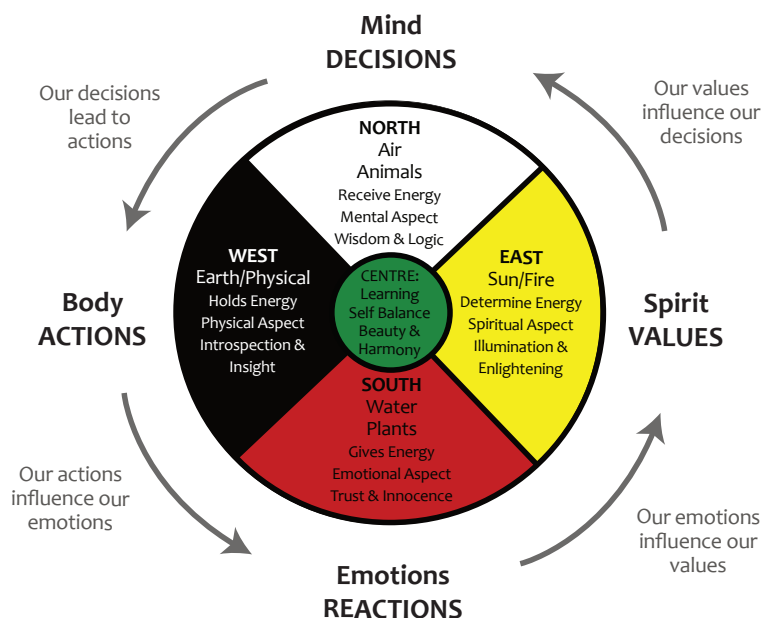 Mind
DECISIONS
Our decisions
lead to
actions
Our values
influence our
decisions
NORTH
Air
Animals
Receive Energy
Mental Aspect
Wisdom & Logic
Body
ACTIONS
WEST
Earth/Physical
Holds Energy
Physical Aspect
Introspection &
Insight
CENTRE:
Learning
Self Balance
Beauty &
Harmony
EAST
Sun/Fire
Determine Energy
Spiritual Aspect
Illumination &
Enlightening
Spirit
VALUES
SOUTH
Water
Plants
Gives Energy
Emotional Aspect
Trust & Innocence
Our actions
influence our
emotions
Our emotions
influence our
values
Emotions
REACTIONS